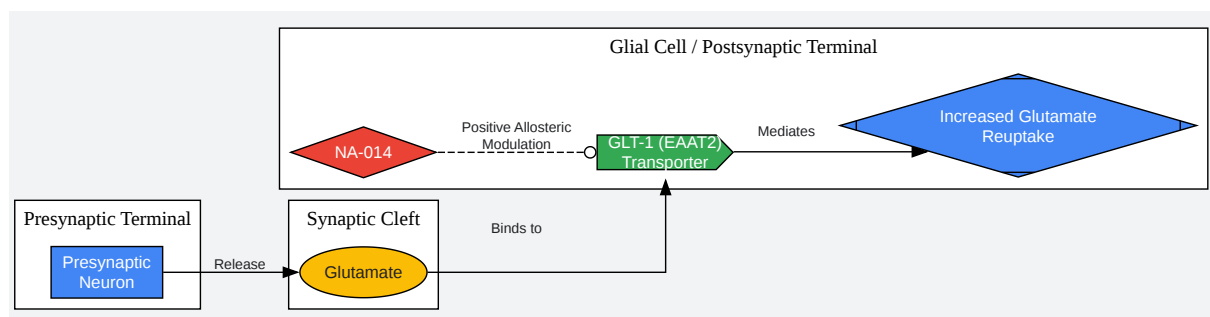 Glial Cell / Postsynaptic Terminal
NA-014
Positive Allosteric
Modulation
GLT-1 (EAAT2)
Transporter
Mediates
Increased Glutamate
Reuptake
Presynaptic Terminal
Presynaptic
Neuron
Release
Synaptic Cleft
Glutamate
Binds to